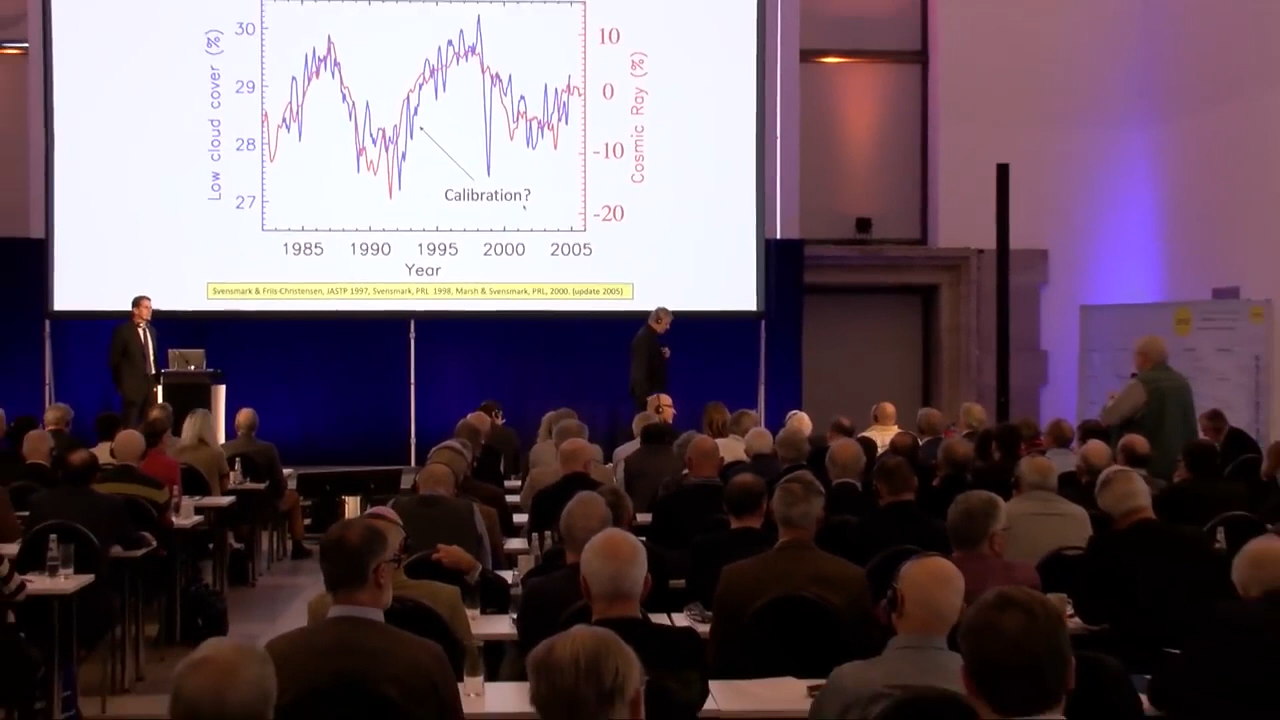 30
29
28
27
Low cloud cover (%)
10
0
-10
-20
Cosmic Ray (%)
Calibration?
1985 1990 1995 2000 2005
Year
Svensmark & Friis-Christensen, JASTP 1997, Svensmark, PRL 1998, Marsh & Svensmark, PRL, 2000. (update 2005)